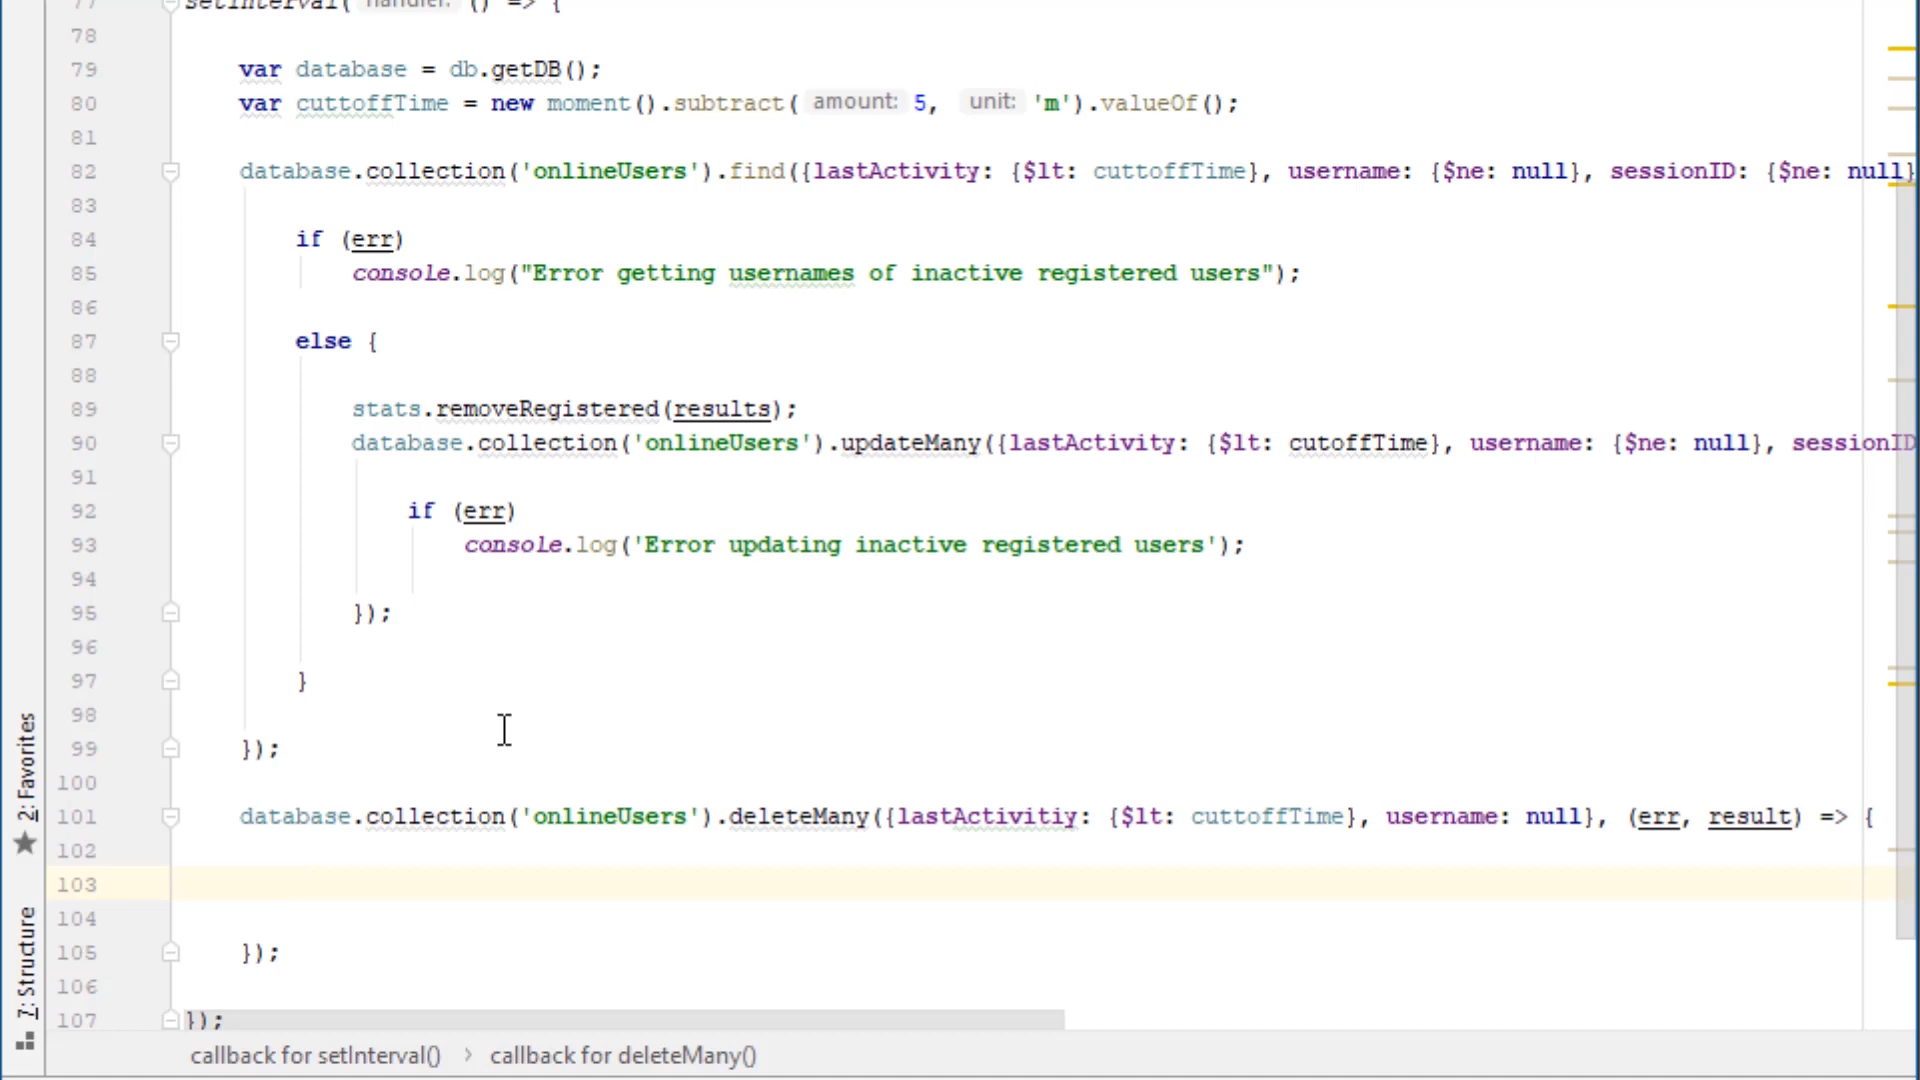 77 setInterval( handler: () => {
78
79 var database = db.getDB();
80 var cuttoffTime = new moment().subtract( amount: 5, unit: 'm').valueOf();
81
82 database.collection('onlineUsers').find({lastActivity: {$lt: cuttoffTime}, username: {$ne: null}, sessionID: {$ne: null}
83
84 if (err)
85 console.log("Error getting usernames of inactive registered users");
86
87 else {
88
89 stats.removeRegistered(results);
90 database.collection('onlineUsers').updateMany({lastActivity: {$lt: cutoffTime}, username: {$ne: null}, sessionID
91
92 if (err)
93 console.log('Error updating inactive registered users');
94
95 });
96
97 }
98
99 });
100
101 database.collection('onlineUsers').deleteMany({lastActivitiy: {$lt: cuttoffTime}, username: null}, (err, result) => {
102
103
104
105 });
106
107 });
2: Favorites
7: Structure
callback for setInterval() › callback for deleteMany()